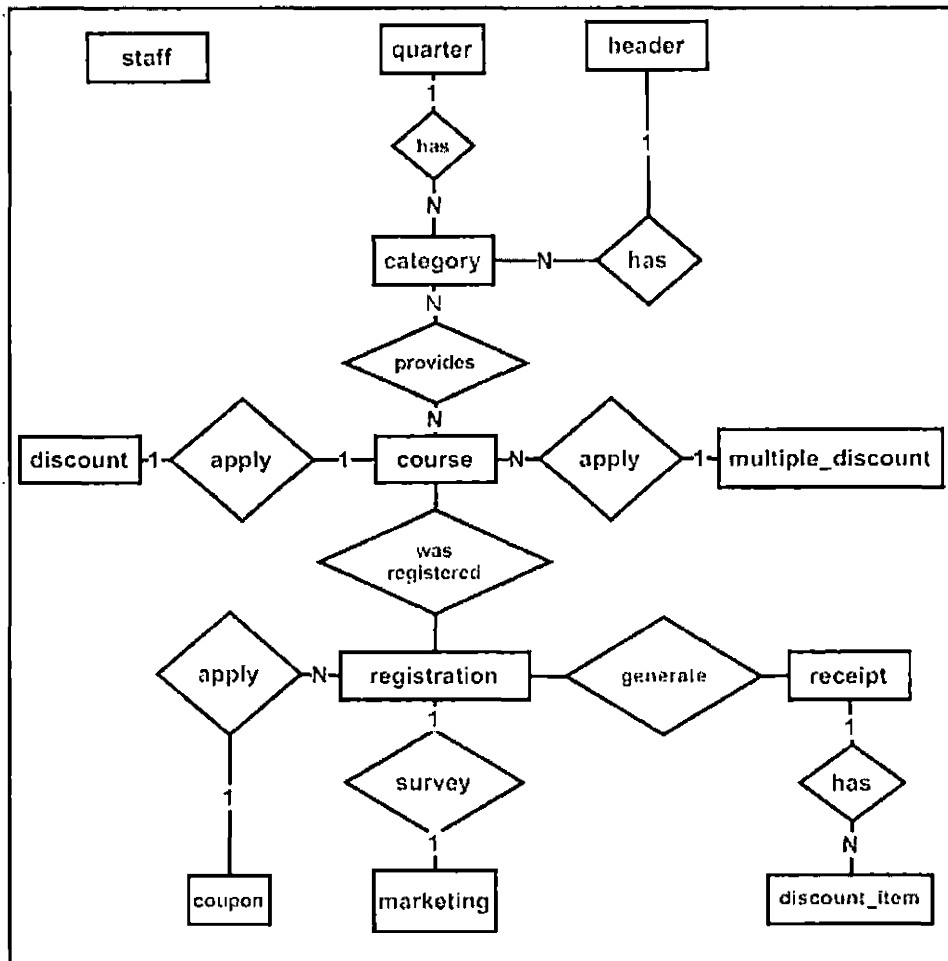 staff
quarter
header
1
has
1
N
category
N
has
N
provides
N
discount
1
apply
1
course
N
apply
1
multiple_discount
was
registered
apply
N
registration
generale
receipt
1
1
survey
has
1
1
N
coupon
marketing
discount_item